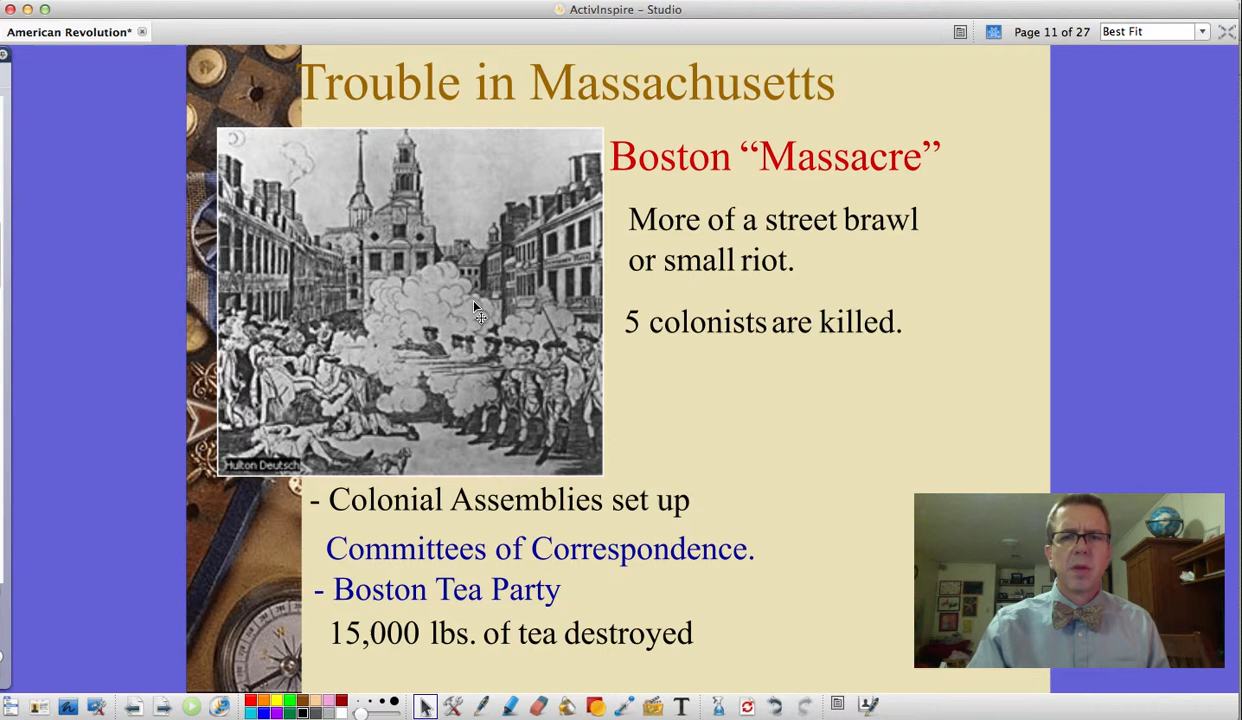 ActivInspire – Studio
American Revolution*
Page 11 of 27
Best Fit
Trouble in Massachusetts
Boston “Massacre”
More of a street brawl
or small riot.
5 colonists are killed.
Hulton Deutsch
- Colonial Assemblies set up
Committees of Correspondence.
- Boston Tea Party
15,000 lbs. of tea destroyed
T